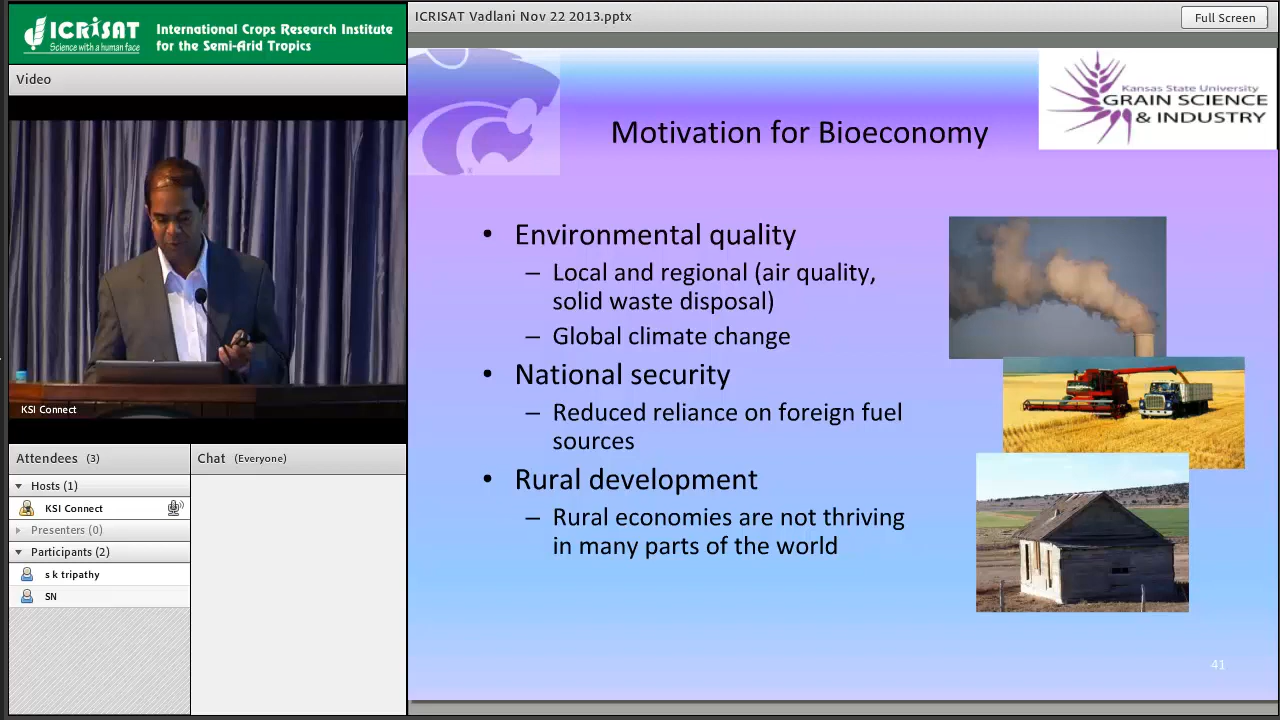 ICRISAT
Science with a human face
International Crops Research Institute
for the Semi-Arid Tropics
Video
KSI Connect
Attendees (3)
Hosts (1)
KSI Connect
Presenters (0)
Participants (2)
s k tripathy
SN
Chat (Everyone)
ICRISAT Vadlani Nov 22 2013.pptx
Full Screen
Kansas State University
GRAIN SCIENCE
& INDUSTRY
Motivation for Bioeconomy
• Environmental quality
– Local and regional (air quality,
solid waste disposal)
– Global climate change
• National security
– Reduced reliance on foreign fuel
sources
• Rural development
– Rural economies are not thriving
in many parts of the world
41